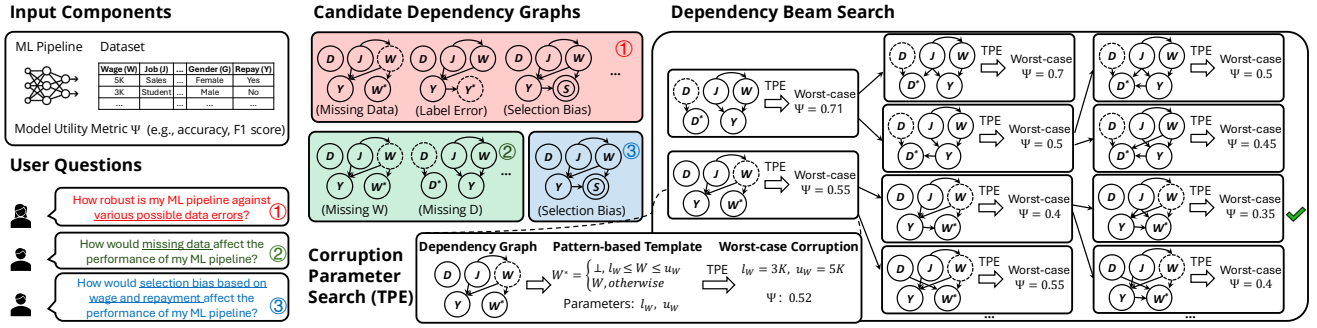 Input Components
ML Pipeline Dataset
Wage (W) Job (J) ... Gender (G) Repay (Y)
5K Sales ... Female Yes
3K Student ... Male No
... ... ... ...
Model Utility Metric Ψ (e.g., accuracy, F1 score)
User Questions
How robust is my ML pipeline against
various possible data errors? ①
How would missing data affect the
performance of my ML pipeline? ②
How would selection bias based on
wage and repayment affect the
performance of my ML pipeline? ③
Candidate Dependency Graphs
①
D J W
Y W*
(Missing Data)
D J W
Y Y*
(Label Error)
D J W
Y S
(Selection Bias)
...
②
D J W
Y W*
(Missing W)
D J W
D* Y
(Missing D)
...
③
D J W
Y S
(Selection Bias)
Corruption
Parameter
Search (TPE)
Dependency Graph
D J W
Y W*
Pattern-based Template
W* = {⊥, l_W ≤ W ≤ u_W
W, otherwise
Parameters: l_W, u_W
TPE
Worst-case Corruption
l_W = 3K, u_W = 5K
Ψ: 0.52
Dependency Beam Search
D J W
D* Y
TPE
Worst-case
Ψ = 0.71
D J W
Y W*
TPE
Worst-case
Ψ = 0.55
D J W
D* Y
TPE
Worst-case
Ψ = 0.7
D J W
D* Y
TPE
Worst-case
Ψ = 0.5
D J W
Y W*
TPE
Worst-case
Ψ = 0.4
D J W
Y W*
TPE
Worst-case
Ψ = 0.55
...
D J W
D* Y
TPE
Worst-case
Ψ = 0.5
D J W
D* Y
TPE
Worst-case
Ψ = 0.45
D J W
Y W*
TPE
Worst-case
Ψ = 0.35
D J W
Y W*
TPE
Worst-case
Ψ = 0.4
...